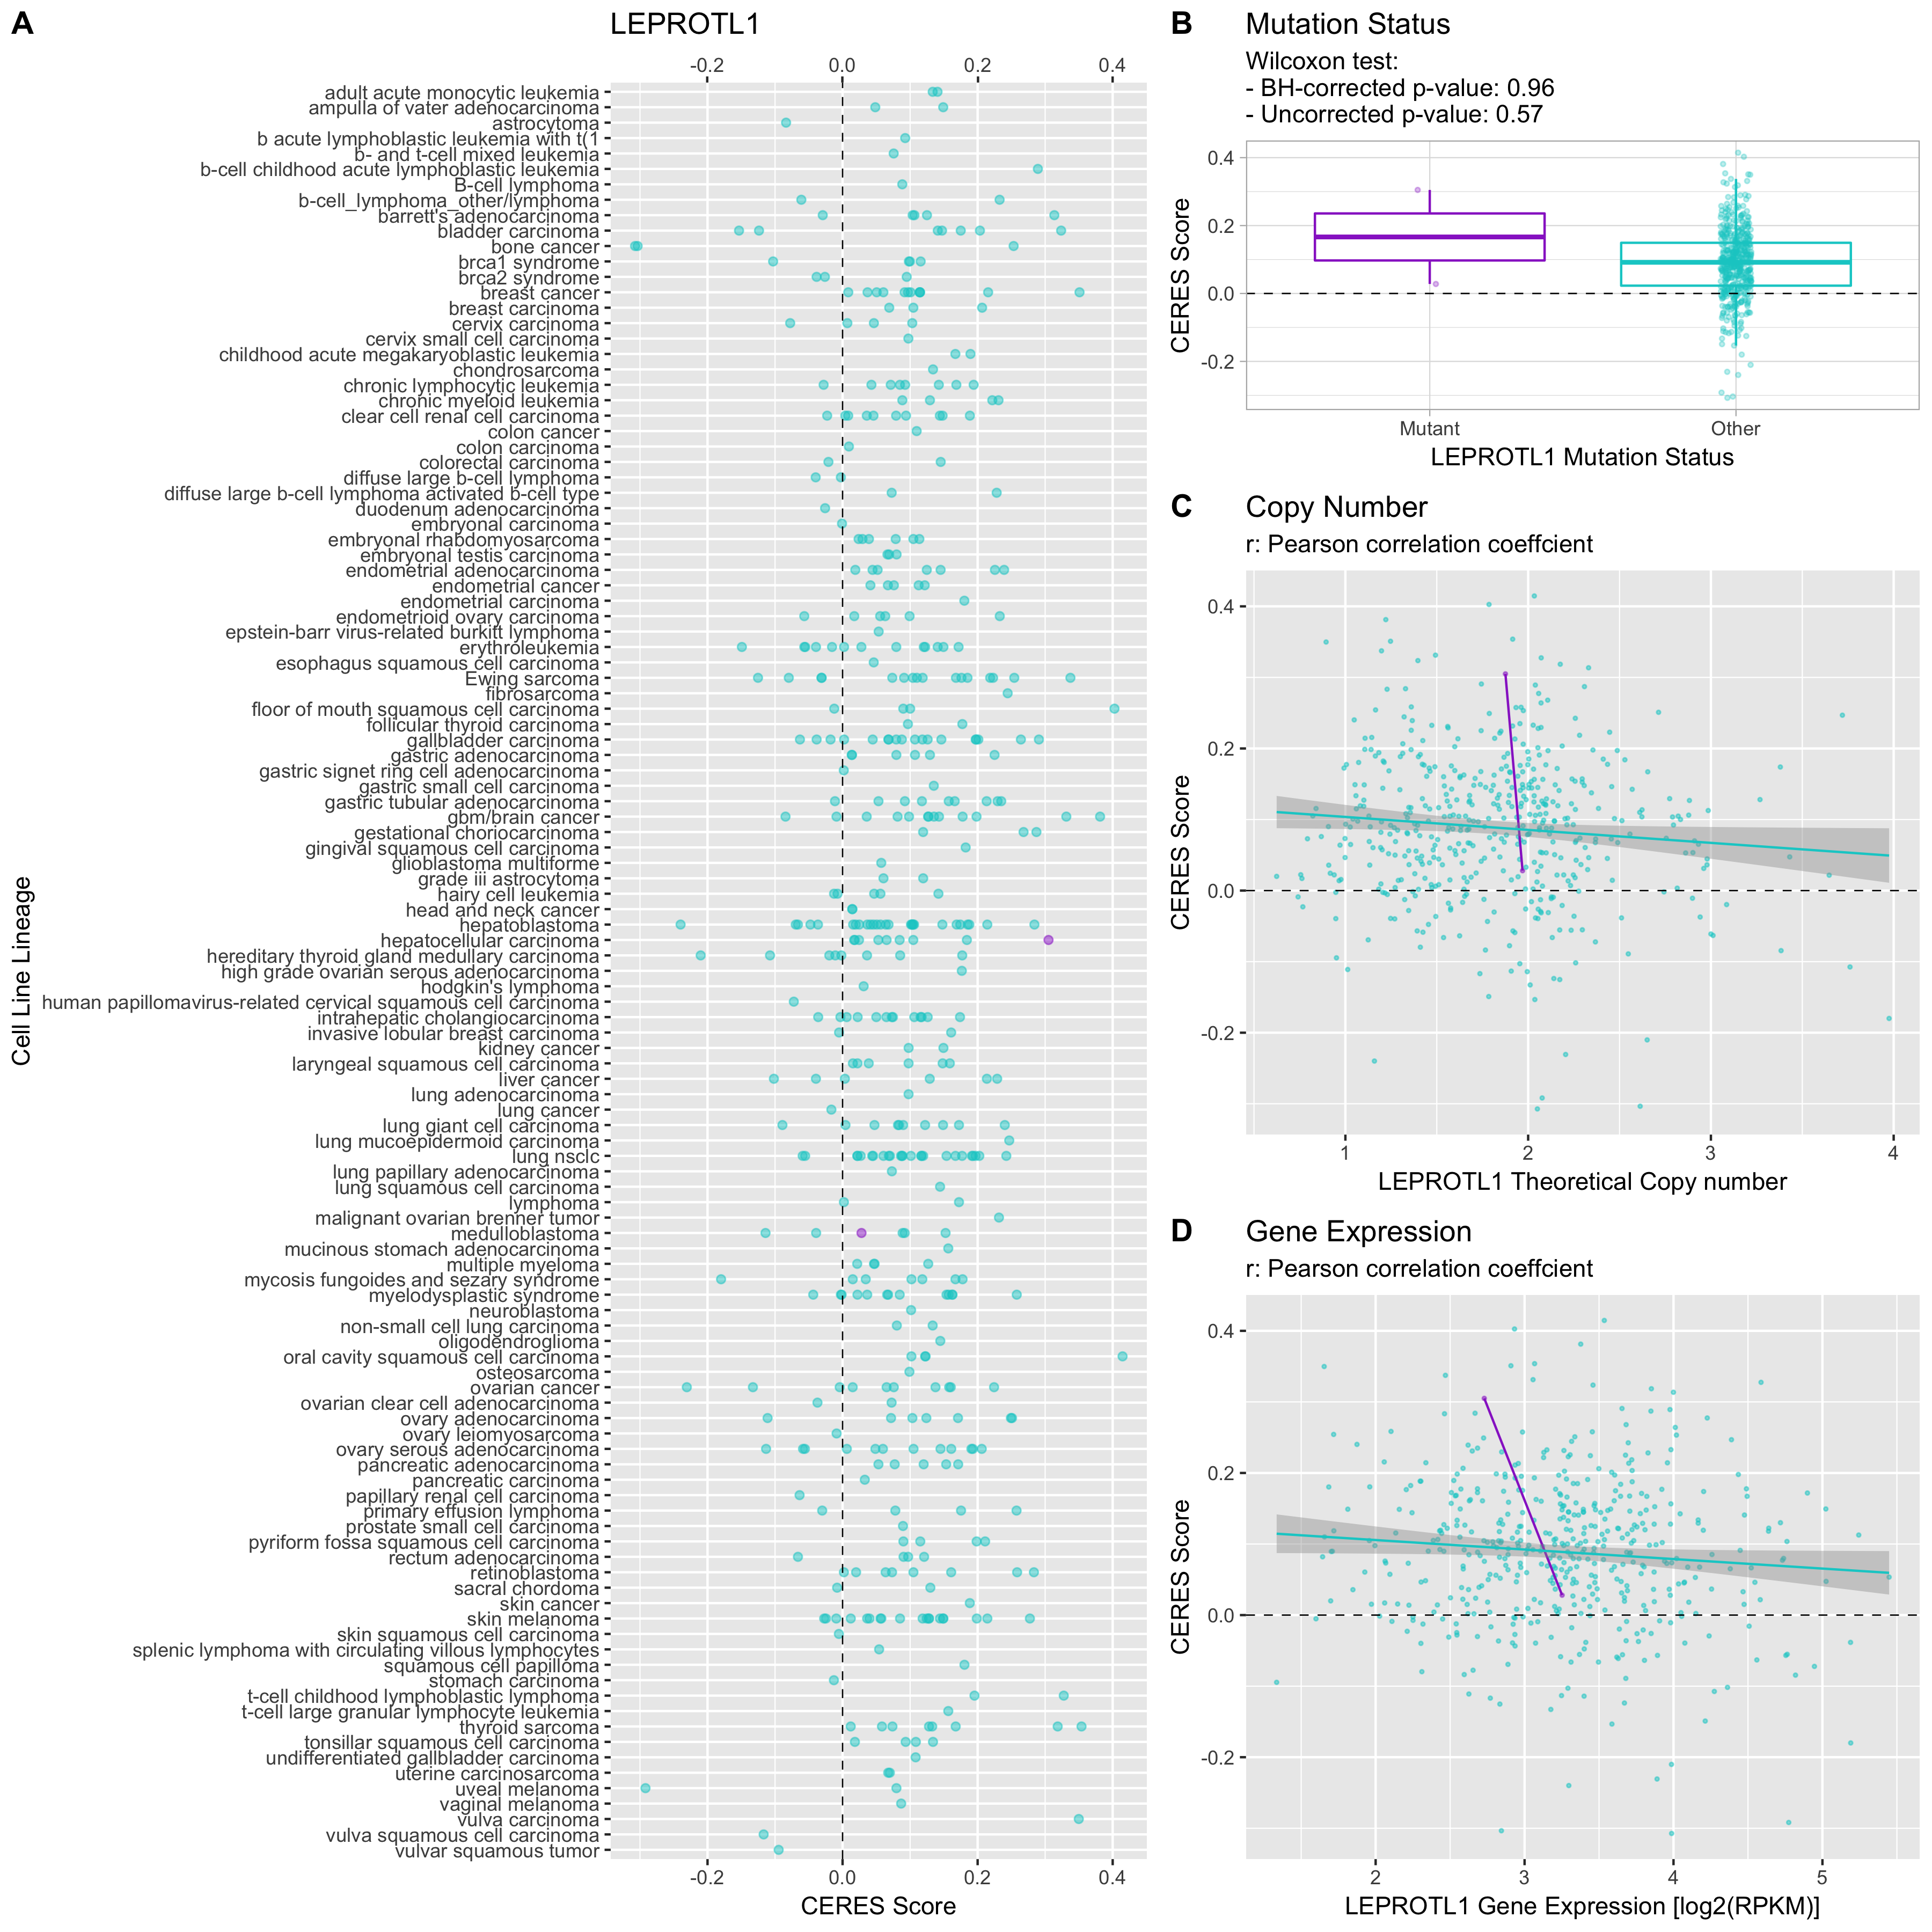 A
LEPROTL1
-0.2 0.0 0.2 0.4
adult acute monocytic leukemia
ampulla of vater adenocarcinoma
astrocytoma
b acute lymphoblastic leukemia with t(1
b- and t-cell mixed leukemia
b-cell childhood acute lymphoblastic leukemia
B-cell lymphoma
b-cell_lymphoma_other/lymphoma
barrett's adenocarcinoma
bladder carcinoma
bone cancer
brca1 syndrome
brca2 syndrome
breast cancer
breast carcinoma
cervix carcinoma
cervix small cell carcinoma
childhood acute megakaryoblastic leukemia
chondrosarcoma
chronic lymphocytic leukemia
chronic myeloid leukemia
clear cell renal cell carcinoma
colon cancer
colon carcinoma
colorectal carcinoma
diffuse large b-cell lymphoma
diffuse large b-cell lymphoma activated b-cell type
duodenum adenocarcinoma
embryonal carcinoma
embryonal rhabdomyosarcoma
embryonal testis carcinoma
endometrial adenocarcinoma
endometrial cancer
endometrial carcinoma
endometrioid ovary carcinoma
epstein-barr virus-related burkitt lymphoma
erythroleukemia
esophagus squamous cell carcinoma
Ewing sarcoma
fibrosarcoma
floor of mouth squamous cell carcinoma
follicular thyroid carcinoma
gallbladder carcinoma
gastric adenocarcinoma
gastric signet ring cell adenocarcinoma
gastric small cell carcinoma
gastric tubular adenocarcinoma
gbm/brain cancer
gestational choriocarcinoma
gingival squamous cell carcinoma
glioblastoma multiforme
grade iii astrocytoma
hairy cell leukemia
head and neck cancer
hepatoblastoma
hepatocellular carcinoma
hereditary thyroid gland medullary carcinoma
high grade ovarian serous adenocarcinoma
hodgkin's lymphoma
human papillomavirus-related cervical squamous cell carcinoma
intrahepatic cholangiocarcinoma
invasive lobular breast carcinoma
kidney cancer
laryngeal squamous cell carcinoma
liver cancer
lung adenocarcinoma
lung cancer
lung giant cell carcinoma
lung mucoepidermoid carcinoma
lung nsclc
lung papillary adenocarcinoma
lung squamous cell carcinoma
lymphoma
malignant ovarian brenner tumor
medulloblastoma
mucinous stomach adenocarcinoma
multiple myeloma
mycosis fungoides and sezary syndrome
myelodysplastic syndrome
neuroblastoma
non-small cell lung carcinoma
oligodendroglioma
oral cavity squamous cell carcinoma
osteosarcoma
ovarian cancer
ovarian clear cell adenocarcinoma
ovary adenocarcinoma
ovary leiomyosarcoma
ovary serous adenocarcinoma
pancreatic adenocarcinoma
pancreatic carcinoma
papillary renal cell carcinoma
primary effusion lymphoma
prostate small cell carcinoma
pyriform fossa squamous carcinoma
rectum adenocarcinoma
retinoblastoma
sacral chordoma
skin cancer
skin melanoma
skin squamous cell carcinoma
splenic lymphoma with circulating villous lymphocytes
squamous cell papilloma
stomach carcinoma
t-cell childhood lymphoblastic lymphoma
t-cell large granular lymphocyte leukemia
thyroid sarcoma
tonsillar squamous cell carcinoma
undifferentiated gallbladder carcinoma
uterine carcinosarcoma
uveal melanoma
vaginal melanoma
vulva carcinoma
vulva squamous cell carcinoma
vulvar squamous tumor
-0.2 0.0 0.2 0.4
CERES Score
Cell Line Lineage
B
Mutation Status
Wilcoxon test:
- BH-corrected p-value: 0.96
- Uncorrected p-value: 0.57
0.4
0.2
0.0
-0.2
CERES Score
Mutant Other
LEPROTL1 Mutation Status
C
Copy Number
r: Pearson correlation coeffcient
0.4
0.2
0.0
-0.2
CERES Score
1 2 3 4
LEPROTL1 Theoretical Copy number
D
Gene Expression
r: Pearson correlation coeffcient
0.4
0.2
0.0
-0.2
CERES Score
2 3 4 5
LEPROTL1 Gene Expression [log2(RPKM)]